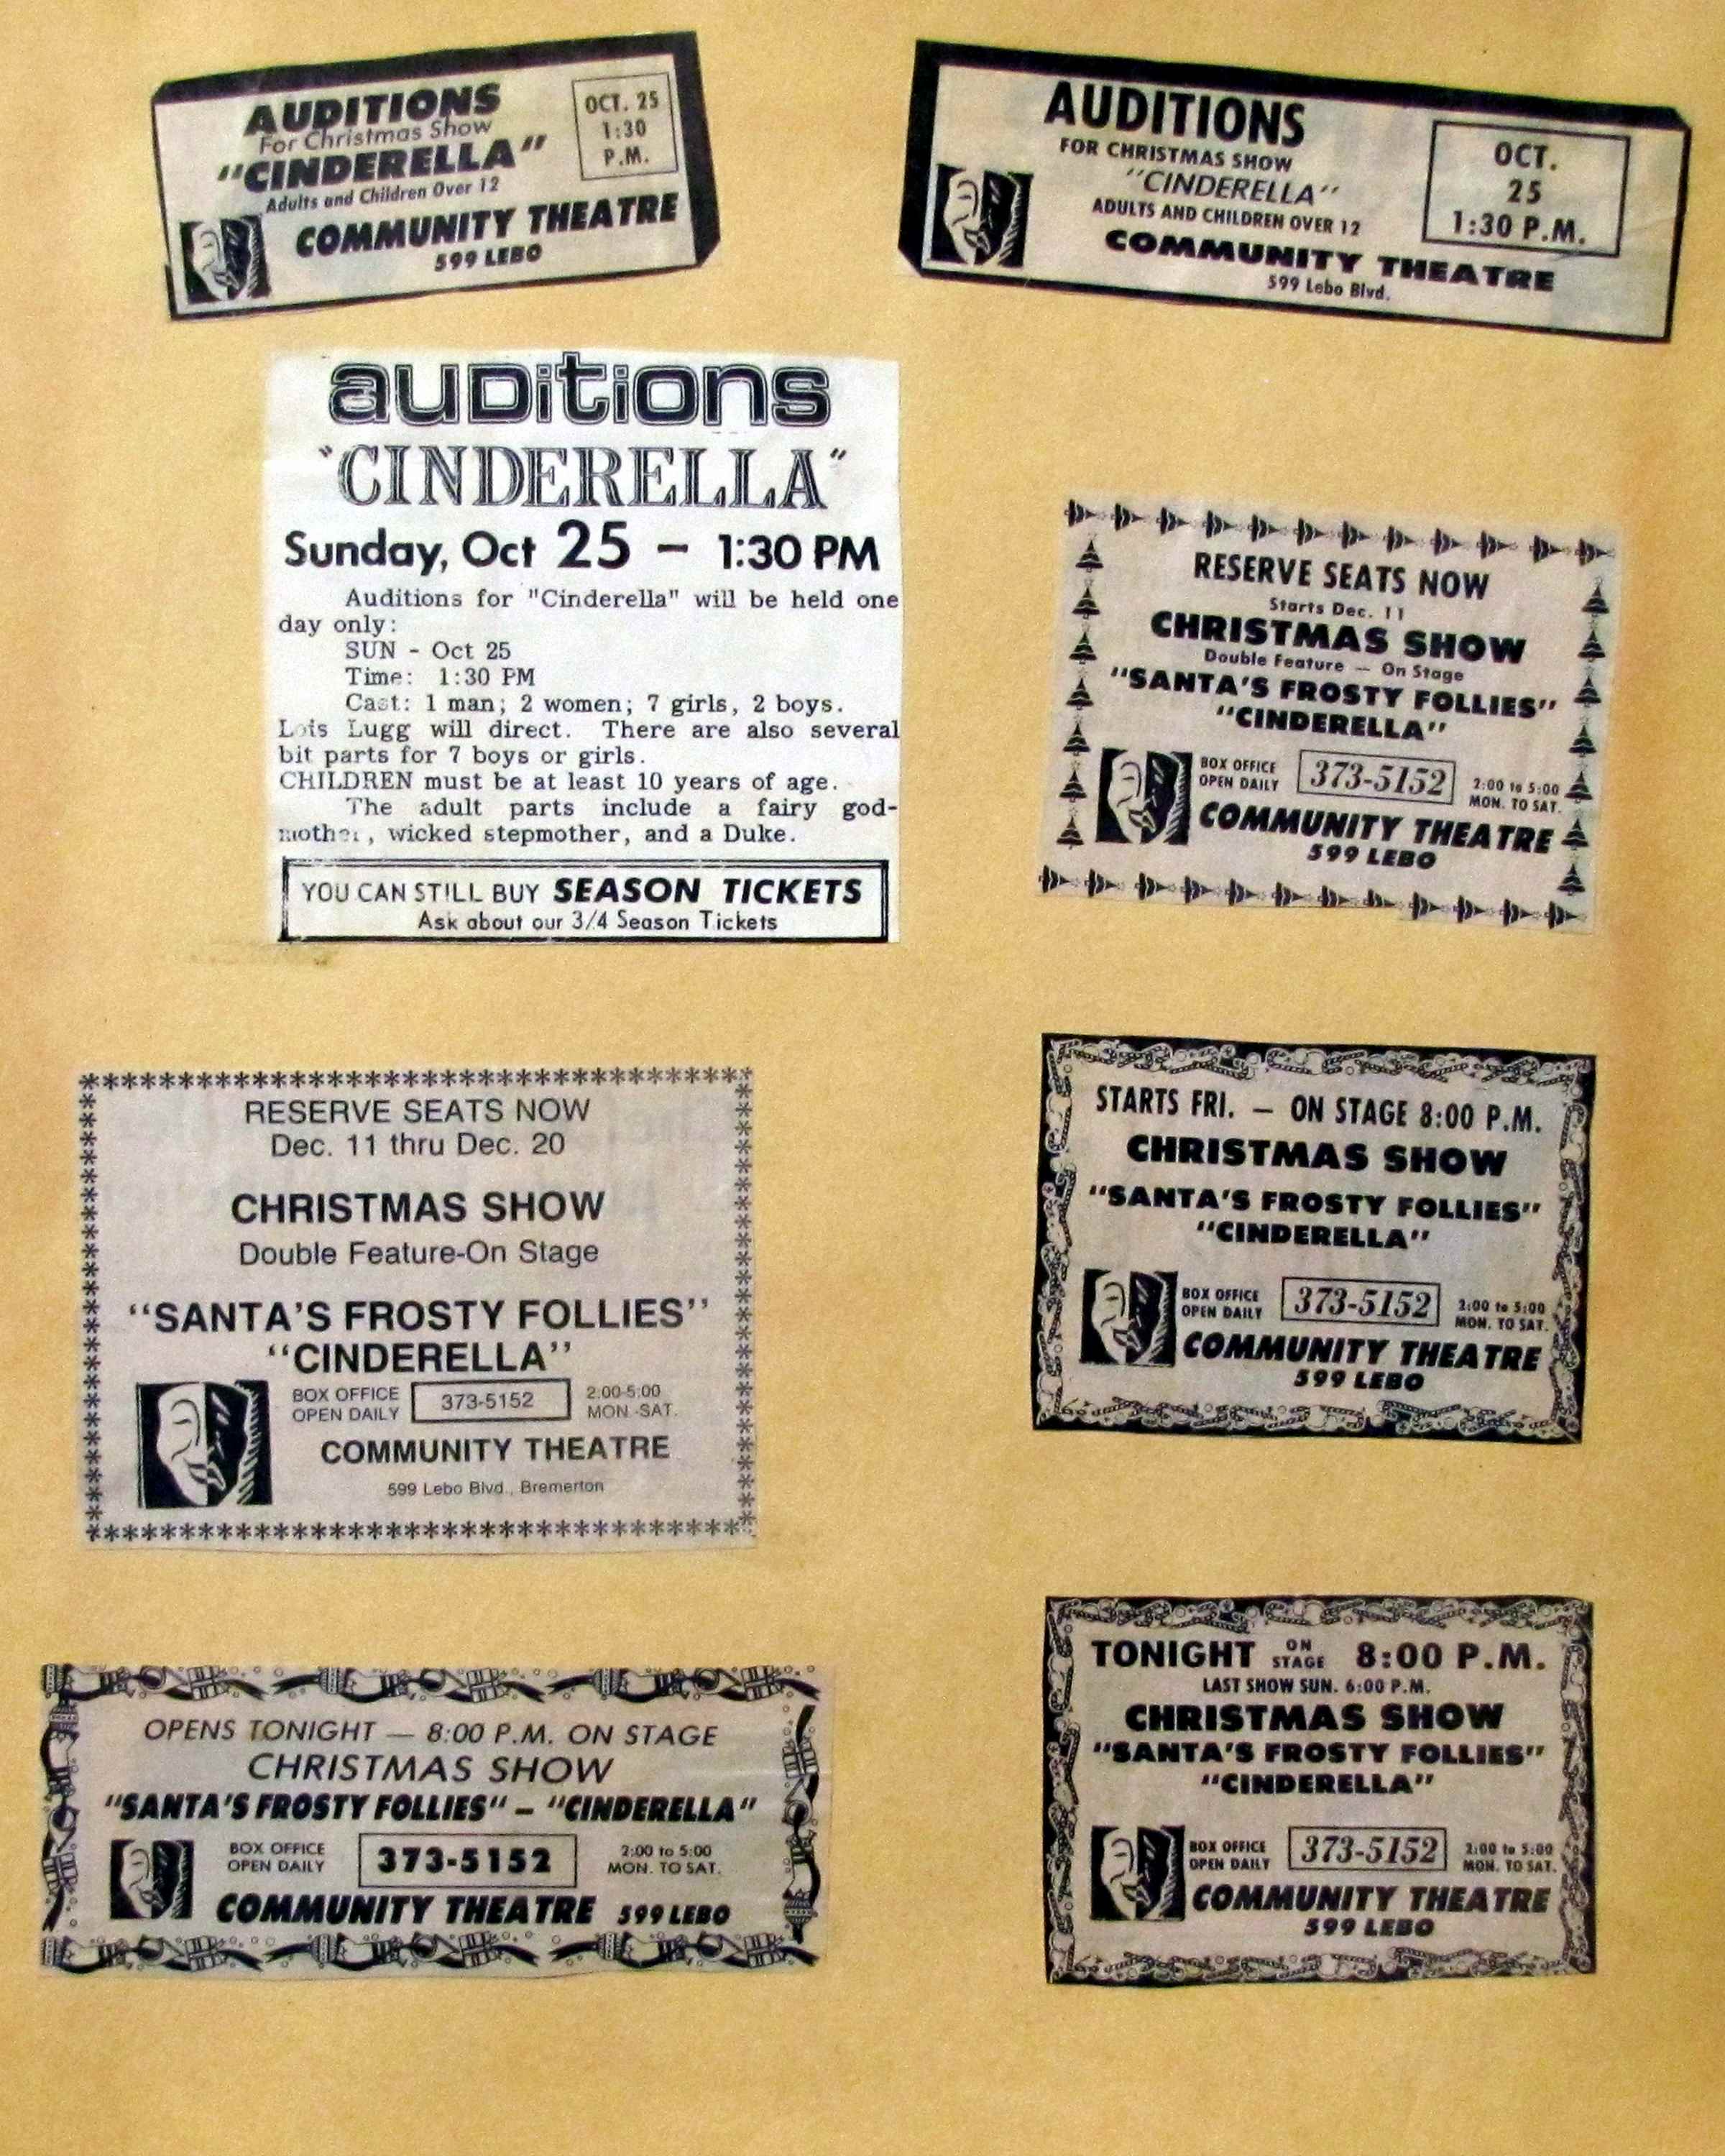 AUDITIONS
For Christmas Show
"CINDERELLA"
Adults and Children Over 12
COMMUNITY THEATRE
599 LEBO
OCT. 25
1:30
P.M.
AUDITIONS
FOR CHRISTMAS SHOW
"CINDERELLA"
ADULTS AND CHILDREN OVER 12
COMMUNITY THEATRE
599 Lebo Blvd.
OCT.
25
1:30 P.M.
auditions
"CINDERELLA"
Sunday, Oct 25 - 1:30 PM
Auditions for "Cinderella" will be held one
day only:
SUN - Oct 25
Time: 1:30 PM
Cast: 1 man; 2 women; 7 girls, 2 boys.
Lois Lugg will direct. There are also several
bit parts for 7 boys or girls.
CHILDREN must be at least 10 years of age.
The adult parts include a fairy god-
mother, wicked stepmother, and a Duke.
YOU CAN STILL BUY SEASON TICKETS
Ask about our 3/4 Season Tickets
RESERVE SEATS NOW
Starts Dec. 11
CHRISTMAS SHOW
Double Feature — On Stage
"SANTA'S FROSTY FOLLIES"
"CINDERELLA"
BOX OFFICE
OPEN DAILY
373-5152
2:00 to 5:00
MON. TO SAT.
COMMUNITY THEATRE
599 LEBO
RESERVE SEATS NOW
Dec. 11 thru Dec. 20
CHRISTMAS SHOW
Double Feature-On Stage
"SANTA'S FROSTY FOLLIES"
"CINDERELLA"
BOX OFFICE
OPEN DAILY
373-5152
2:00-5:00
MON.-SAT.
COMMUNITY THEATRE
599 Lebo Blvd., Bremerton
STARTS FRI. — ON STAGE 8:00 P.M.
CHRISTMAS SHOW
"SANTA'S FROSTY FOLLIES"
"CINDERELLA"
BOX OFFICE
OPEN DAILY
373-5152
2:00 to 5:00
MON. TO SAT.
COMMUNITY THEATRE
599 LEBO
OPENS TONIGHT — 8:00 P.M. ON STAGE
CHRISTMAS SHOW
"SANTA'S FROSTY FOLLIES" – "CINDERELLA"
BOX OFFICE
OPEN DAILY
373-5152
2:00 to 5:00
MON. TO SAT.
COMMUNITY THEATRE 599 LEBO
TONIGHT ON STAGE 8:00 P.M.
LAST SHOW SUN. 6:00 P.M.
CHRISTMAS SHOW
"SANTA'S FROSTY FOLLIES"
"CINDERELLA"
BOX OFFICE
OPEN DAILY
373-5152
2:00 to 5:00
MON. TO SAT.
COMMUNITY THEATRE
599 LEBO